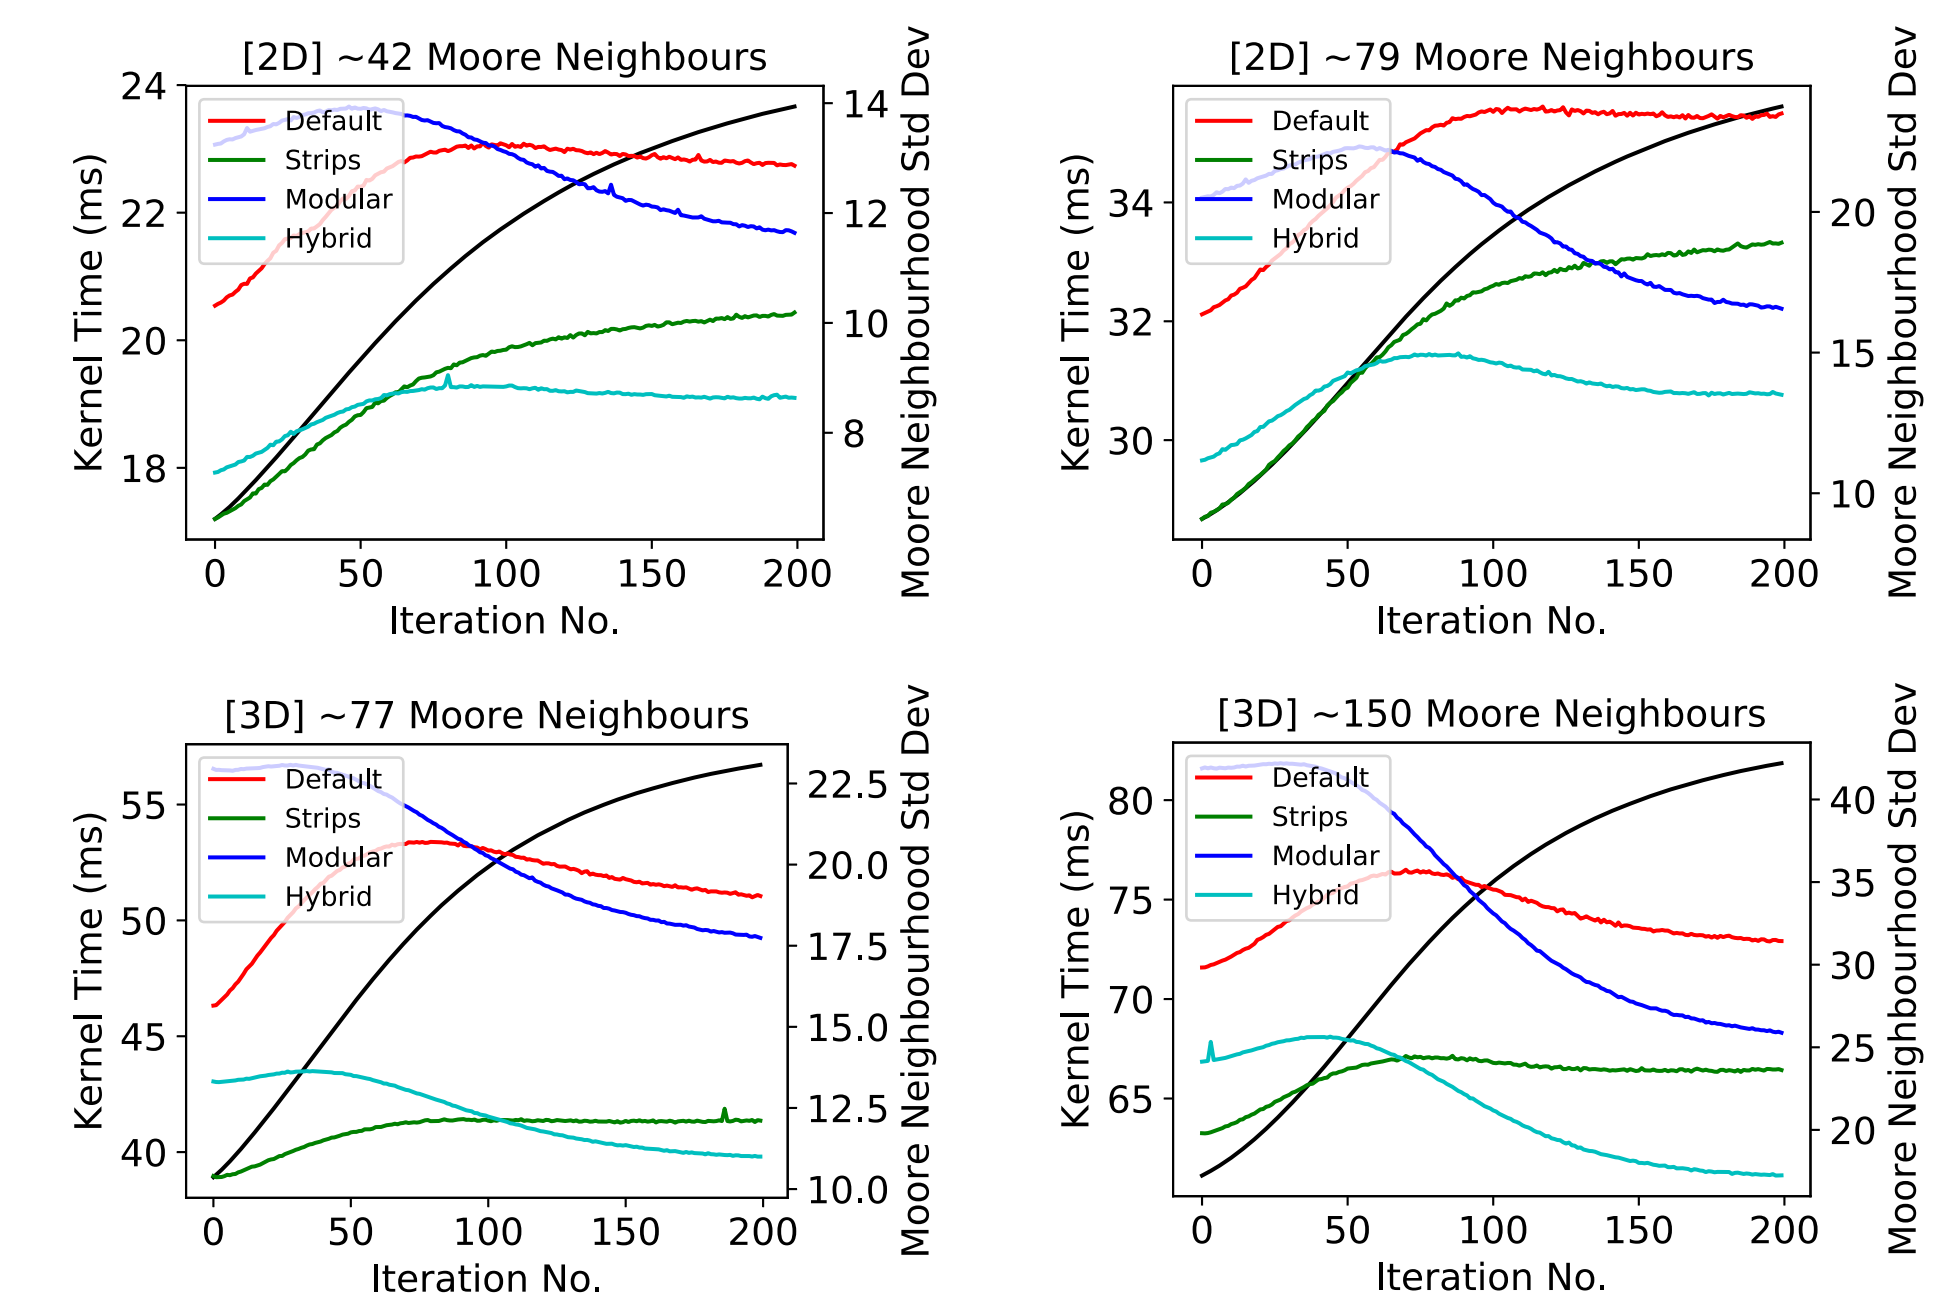 [2D] ~42 Moore Neighbours
Kernel Time (ms)
24
22
20
18
Default
Strips
Modular
Hybrid
14
12
10
8
Moore Neighbourhood Std Dev
0 50 100 150 200
Iteration No.
[2D] ~79 Moore Neighbours
Kernel Time (ms)
34
32
30
Default
Strips
Modular
Hybrid
20
15
10
Moore Neighbourhood Std Dev
0 50 100 150 200
Iteration No.
[3D] ~77 Moore Neighbours
Kernel Time (ms)
55
50
45
40
Default
Strips
Modular
Hybrid
22.5
20.0
17.5
15.0
12.5
10.0
Moore Neighbourhood Std Dev
0 50 100 150 200
Iteration No.
[3D] ~150 Moore Neighbours
Kernel Time (ms)
80
75
70
65
Default
Strips
Modular
Hybrid
40
35
30
25
20
Moore Neighbourhood Std Dev
0 50 100 150 200
Iteration No.